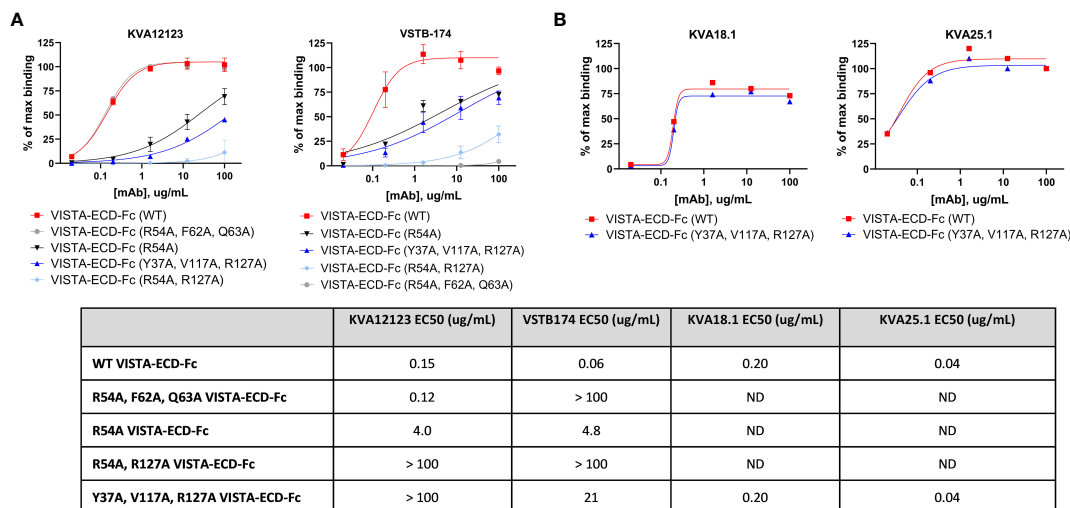 A
KVA12123
% of max binding
125
100
75
50
25
0
0.1
1
10
100
[mAb], ug/mL
VISTA-ECD-Fc (WT)
VISTA-ECD-Fc (R54A, F62A, Q63A)
VISTA-ECD-Fc (R54A)
VISTA-ECD-Fc (Y37A, V117A, R127A)
VISTA-ECD-Fc (R54A, R127A)
VSTB-174
% of max binding
125
100
75
50
25
0
0.1
1
10
100
[mAb], ug/mL
VISTA-ECD-Fc (WT)
VISTA-ECD-Fc (R54A)
VISTA-ECD-Fc (Y37A, V117A, R127A)
VISTA-ECD-Fc (R54A, R127A)
VISTA-ECD-Fc (R54A, F62A, Q63A)
B
KVA18.1
% of max binding
125
100
75
50
25
0
0.1
1
10
100
[mAb], ug/mL
VISTA-ECD-Fc (WT)
VISTA-ECD-Fc (Y37A, V117A, R127A)
KVA25.1
% of max binding
125
100
75
50
25
0
0.1
1
10
100
[mAb], ug/mL
VISTA-ECD-Fc (WT)
VISTA-ECD-Fc (Y37A, V117A, R127A)
KVA12123 EC50 (ug/mL) VSTB174 EC50 (ug/mL) KVA18.1 EC50 (ug/mL) KVA25.1 EC50 (ug/mL)
WT VISTA-ECD-Fc 0.15 0.06 0.20 0.04
R54A, F62A, Q63A VISTA-ECD-Fc 0.12 > 100 ND ND
R54A VISTA-ECD-Fc 4.0 4.8 ND ND
R54A, R127A VISTA-ECD-Fc > 100 > 100 ND ND
Y37A, V117A, R127A VISTA-ECD-Fc > 100 21 0.20 0.04